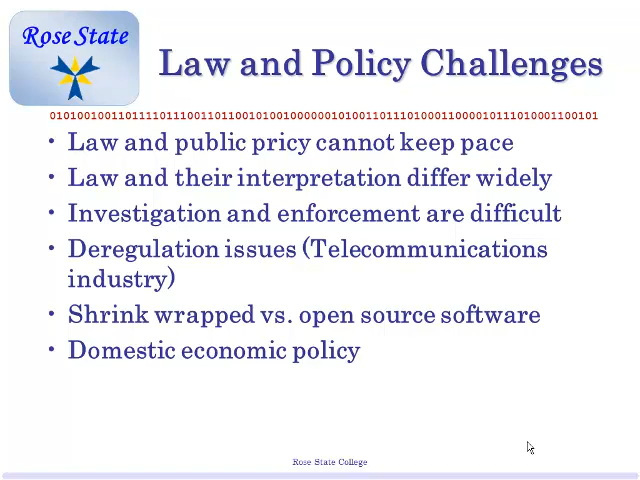 Rose State
Law and Policy Challenges
01010010011011110111001101100101001000000101001101110100011000010111010001100101
• Law and public pricy cannot keep pace
• Law and their interpretation differ widely
• Investigation and enforcement are difficult
• Deregulation issues (Telecommunications
industry)
• Shrink wrapped vs. open source software
• Domestic economic policy
Rose State College